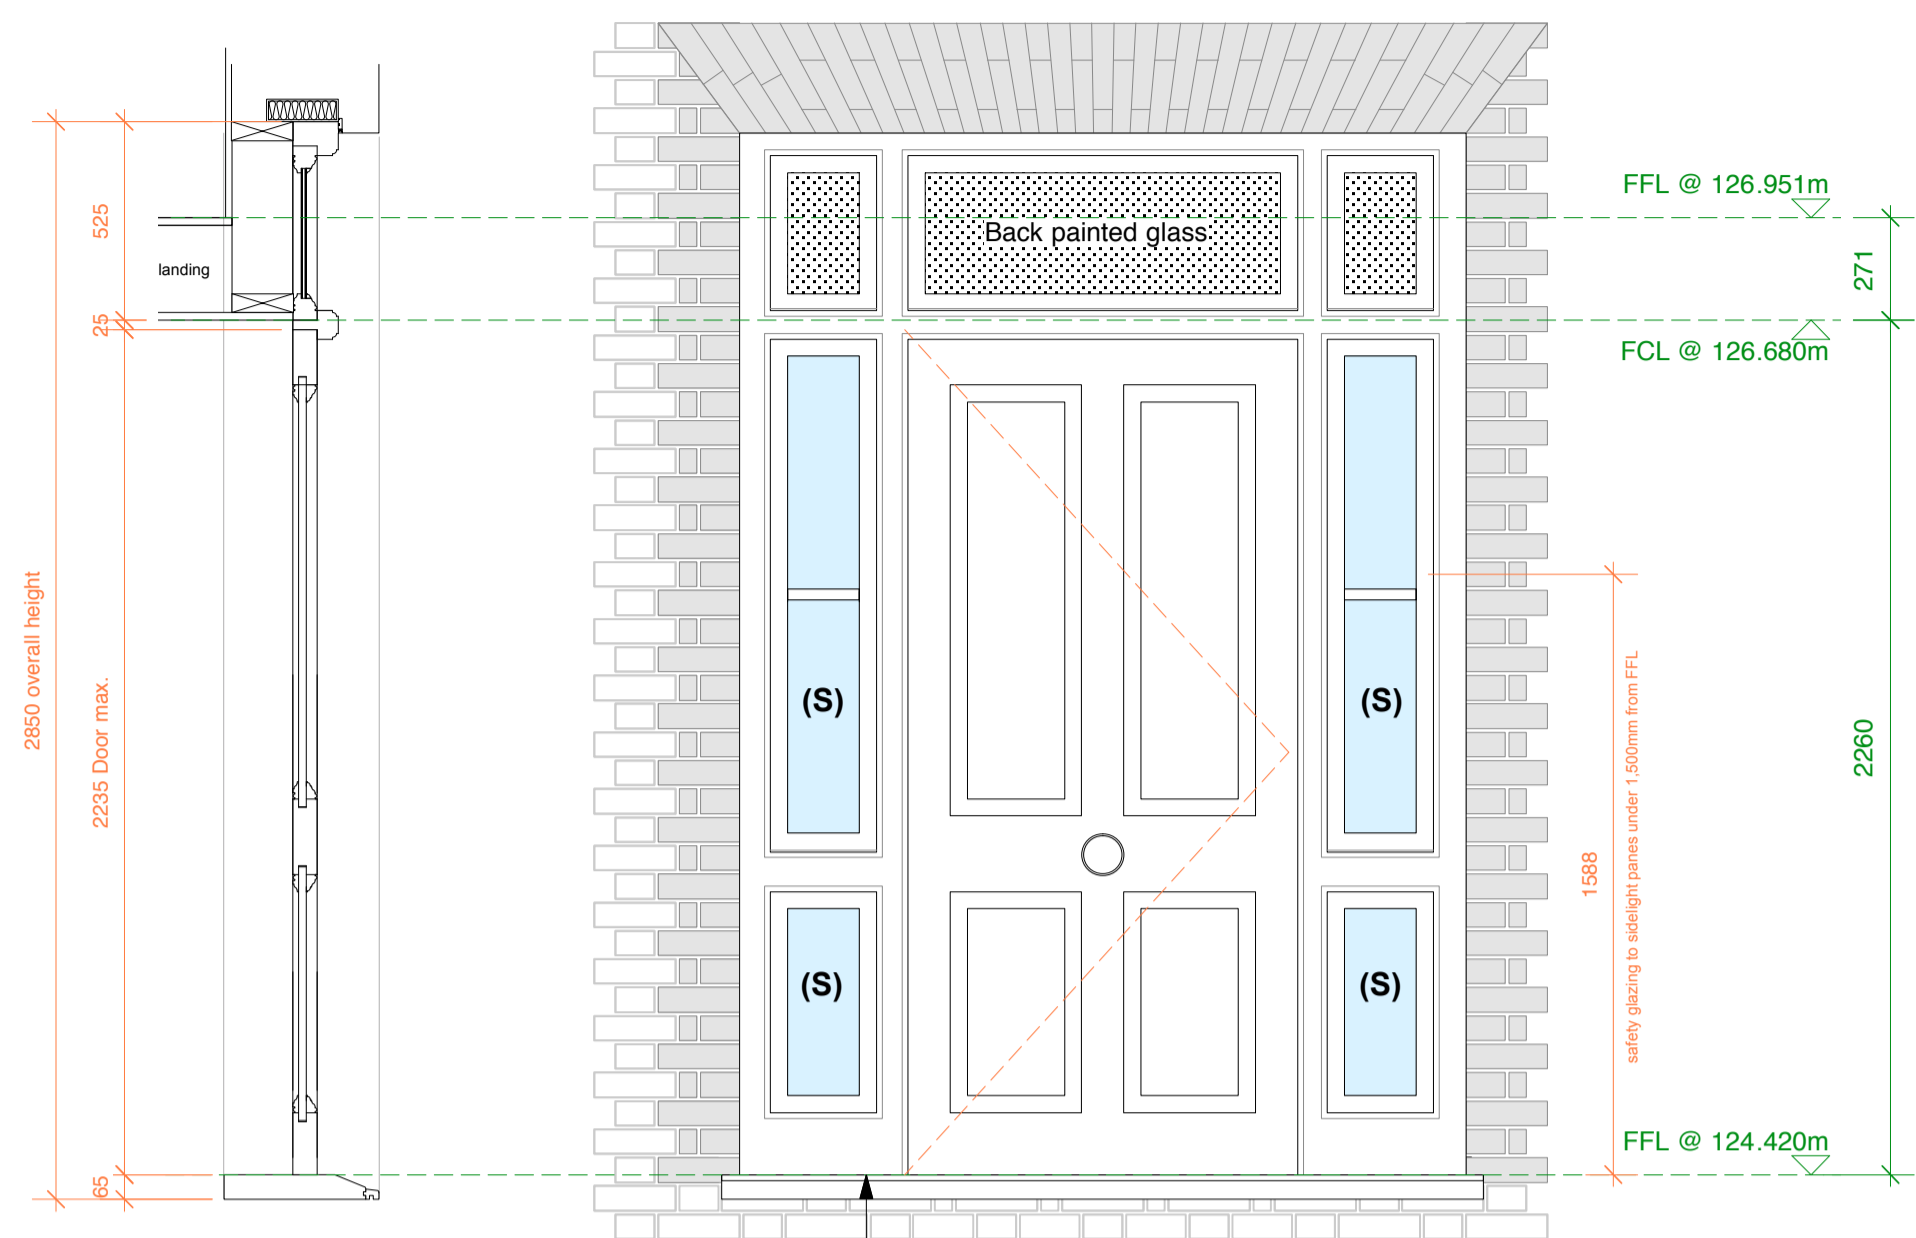 525
25
landing
2850 overall height
2235 Door max.
65
Back painted glass
(S)
(S)
(S)
(S)
1588
safety glazing to sidelight panes under 1,500mm from FFL
FFL @ 126.951m
271
FCL @ 126.680m
2260
FFL @ 124.420m